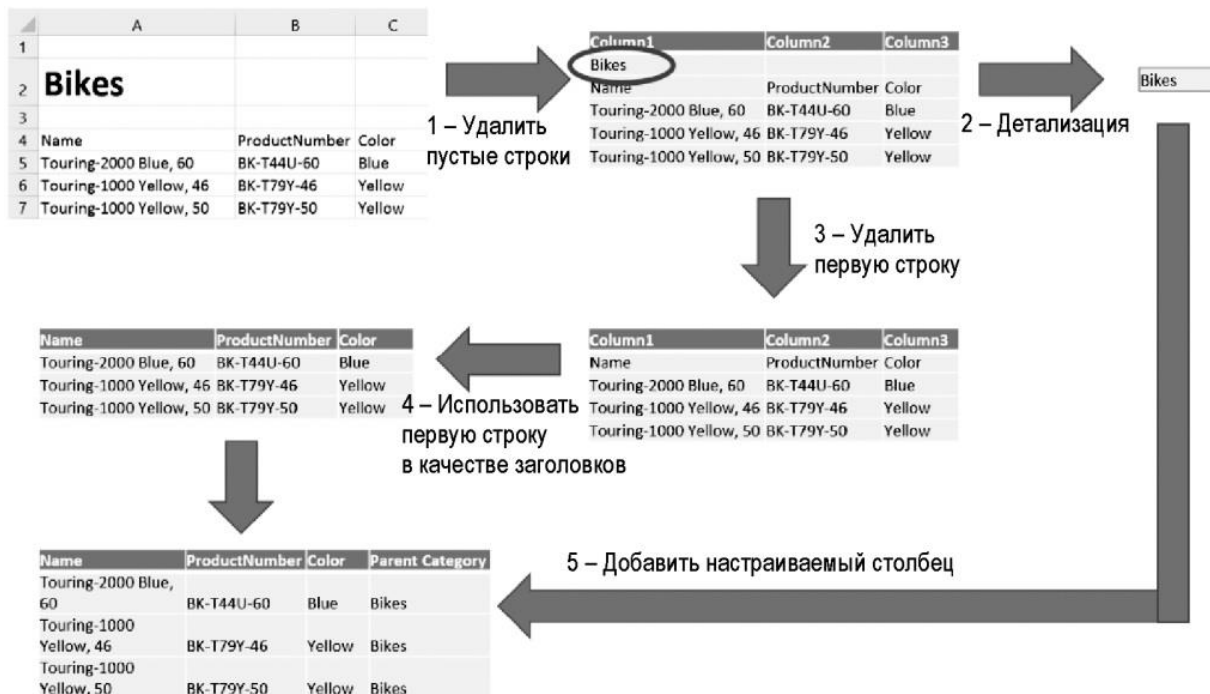 A B C
1
2 Bikes
3
4 Name ProductNumber Color
5 Touring-2000 Blue, 60 BK-T44U-60 Blue
6 Touring-1000 Yellow, 46 BK-T79Y-46 Yellow
7 Touring-1000 Yellow, 50 BK-T79Y-50 Yellow
1 – Удалить
пустые строки
Column1 Column2 Column3
Bikes
Name ProductNumber Color
Touring-2000 Blue, 60 BK-T44U-60 Blue
Touring-1000 Yellow, 46 BK-T79Y-46 Yellow
Touring-1000 Yellow, 50 BK-T79Y-50 Yellow
2 – Детализация
Bikes
3 – Удалить
первую строку
Column1 Column2 Column3
Name ProductNumber Color
Touring-2000 Blue, 60 BK-T44U-60 Blue
Touring-1000 Yellow, 46 BK-T79Y-46 Yellow
Touring-1000 Yellow, 50 BK-T79Y-50 Yellow
4 – Использовать
первую строку
в качестве заголовков
Name ProductNumber Color
Touring-2000 Blue, 60 BK-T44U-60 Blue
Touring-1000 Yellow, 46 BK-T79Y-46 Yellow
Touring-1000 Yellow, 50 BK-T79Y-50 Yellow
5 – Добавить настраиваемый столбец
Name ProductNumber Color Parent Category
Touring-2000 Blue,
60 BK-T44U-60 Blue Bikes
Touring-1000
Yellow, 46 BK-T79Y-46 Yellow Bikes
Touring-1000
Yellow, 50 BK-T79Y-50 Yellow Bikes